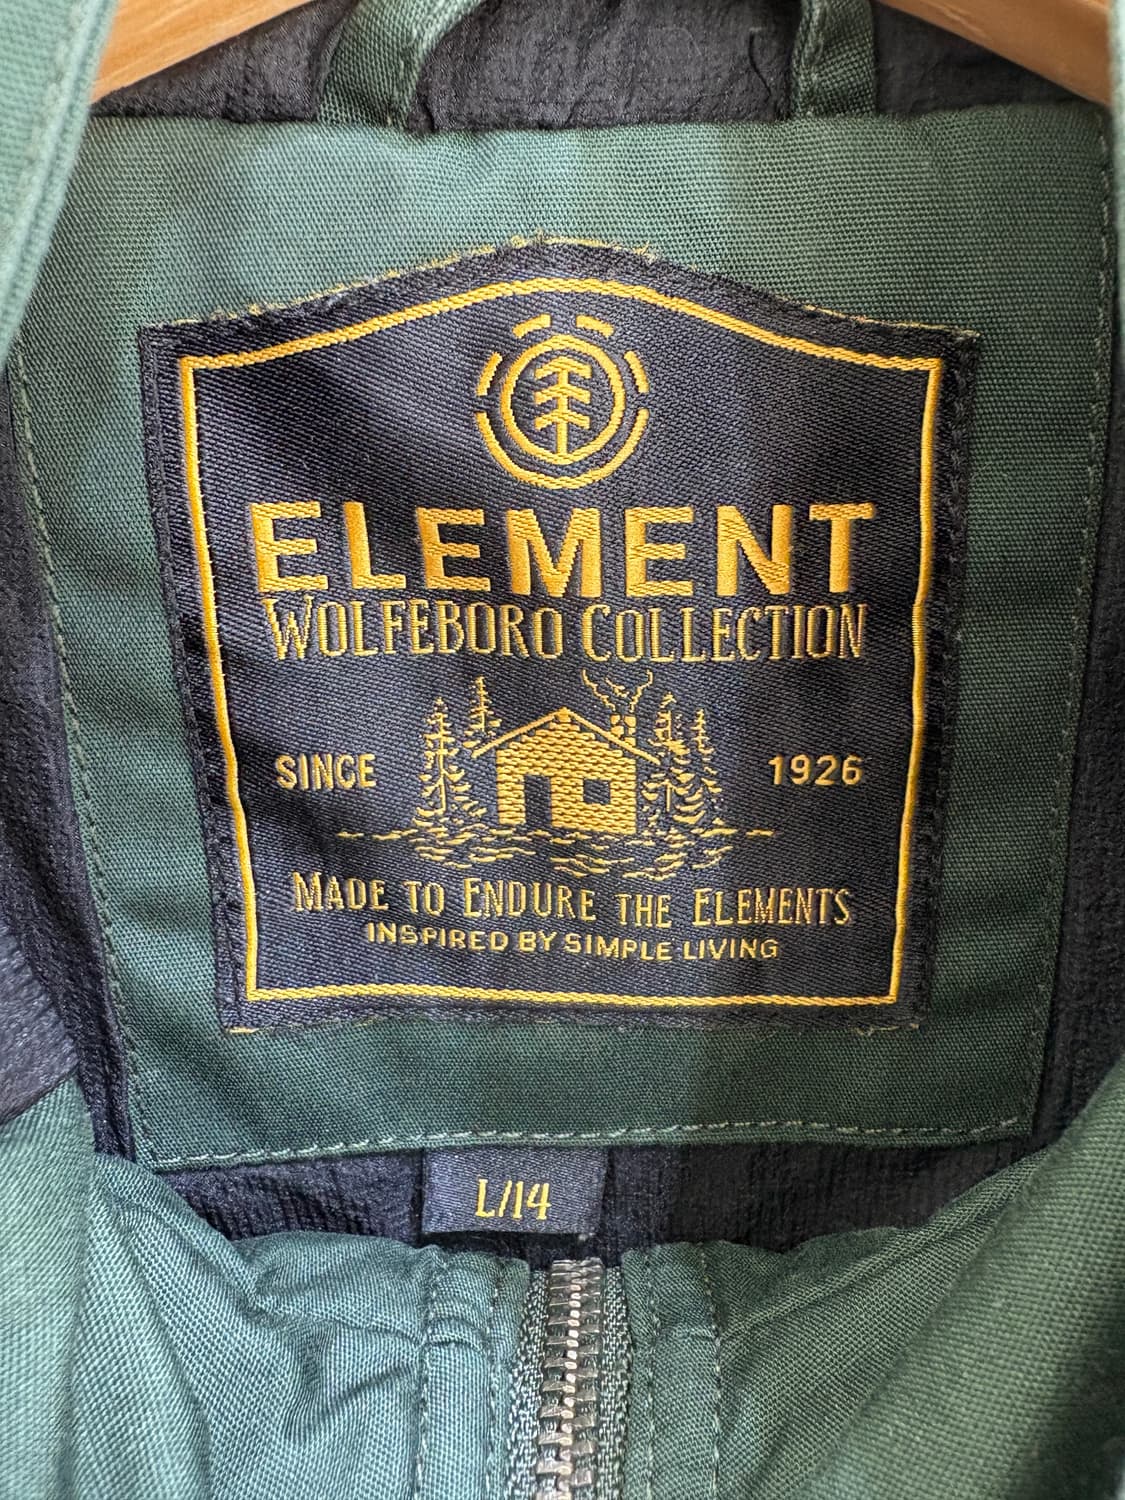 ELEMENT
WOLFEBORO COLLECTION
SINCE 1926
MADE TO ENDURE THE ELEMENTS
INSPIRED BY SIMPLE LIVING
L/14